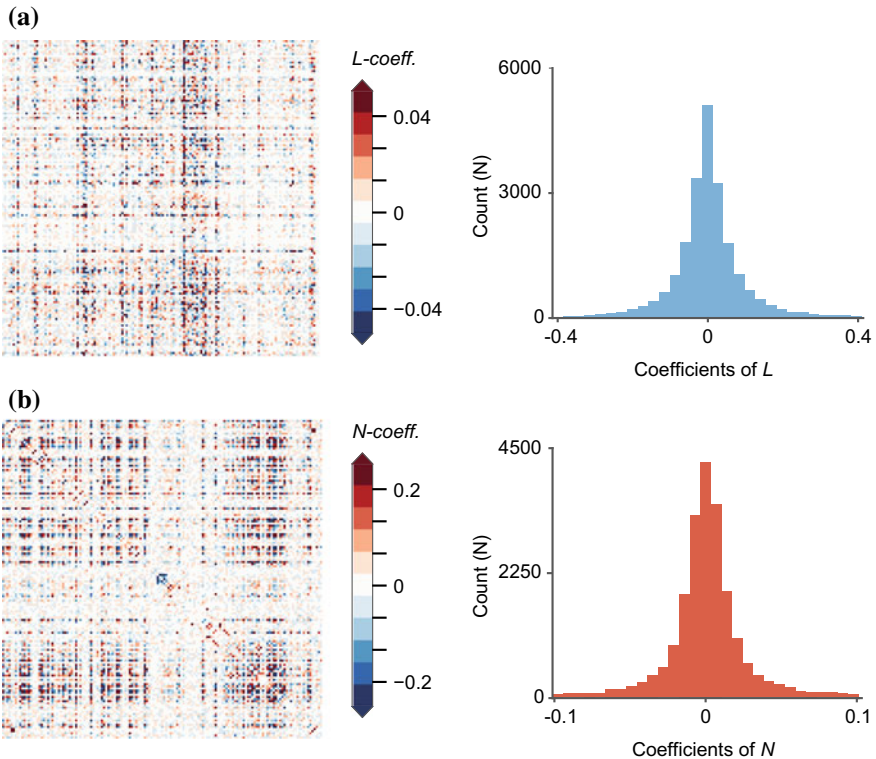 (a)
L-coeff.
0.04
0
−0.04
6000
3000
0
Count (N)
-0.4
0
0.4
Coefficients of L
(b)
N-coeff.
0.2
0
−0.2
4500
2250
0
Count (N)
-0.1
0
0.1
Coefficients of N